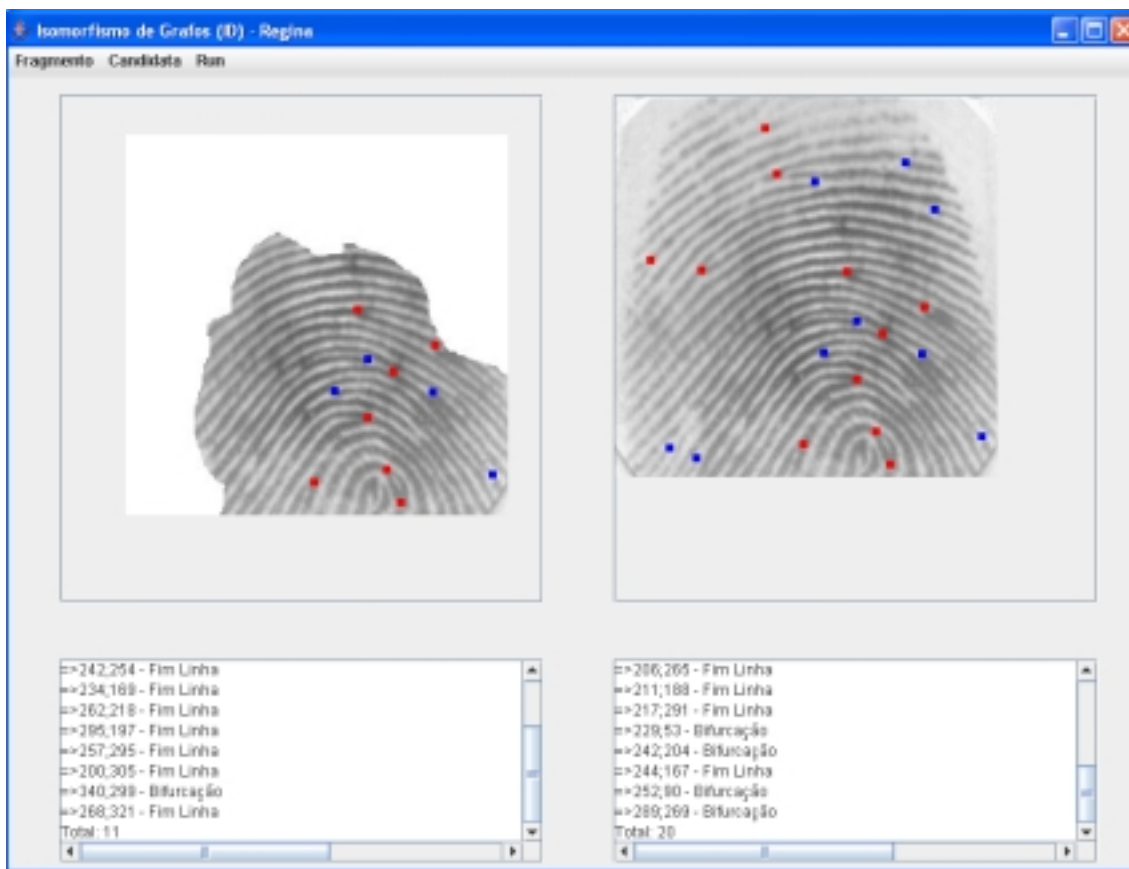 Isomorfismo de Grafos (ID) - Regina
Fragmento Candidata Run
=>242;254 - Fim Linha
=>234;169 - Fim Linha
=>262;218 - Fim Linha
=>295;197 - Fim Linha
=>257;295 - Fim Linha
=>200;305 - Fim Linha
=>340;299 - Bifurcação
=>268;321 - Fim Linha
Total: 11
=>206;265 - Fim Linha
=>211;188 - Fim Linha
=>217;291 - Fim Linha
=>229;53 - Bifurcação
=>242;204 - Bifurcação
=>244;167 - Fim Linha
=>252;80 - Bifurcação
=>289;269 - Bifurcação
Total: 20